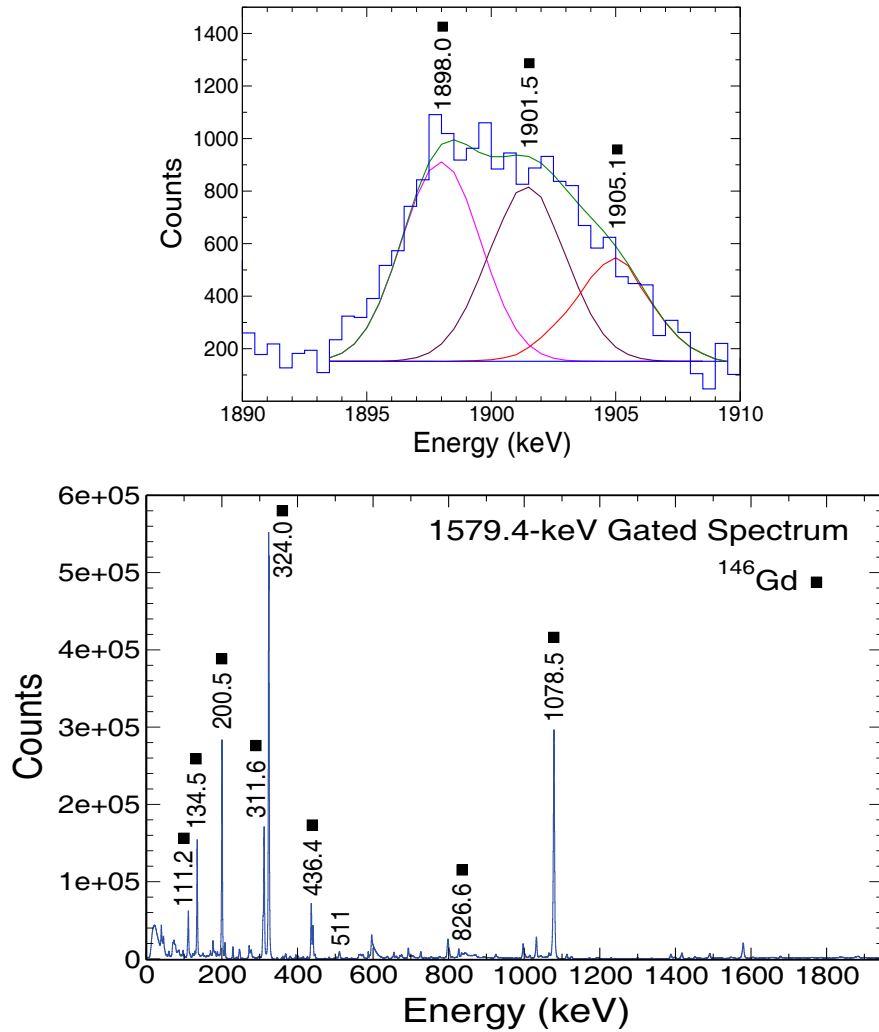 1400
1200
1000
800
600
400
200
Counts
1898.0
1901.5
1905.1
1890
1895
1900
1905
1910
Energy (keV)
6e+05
5e+05
4e+05
3e+05
2e+05
1e+05
0
Counts
1579.4-keV Gated Spectrum
146Gd
111.2
134.5
200.5
311.6
324.0
436.4
511
826.6
1078.5
0
200
400
600
800
1000
1200
1400
1600
1800
Energy (keV)